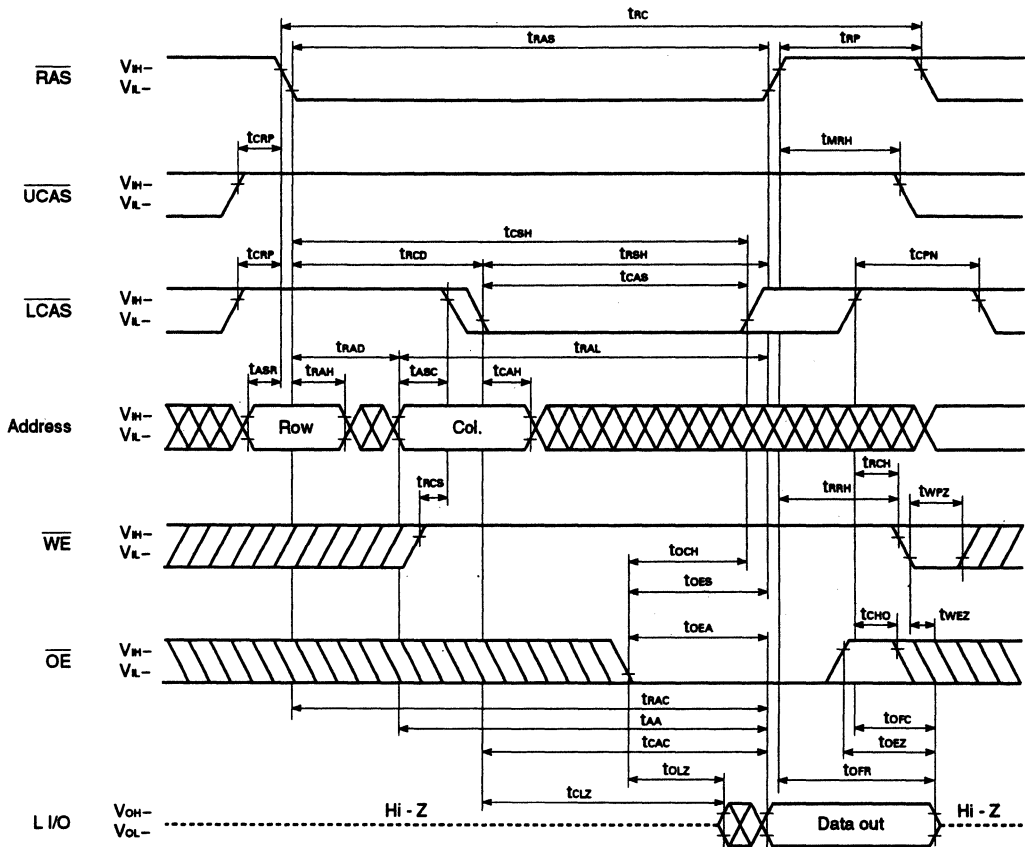 tRC
tRAS tRP
RAS VIH–
VIL–
tCRP tMRH
UCAS VIH–
VIL–
tCSH
tCRP tRCD tRSH tCPN
tCAS
LCAS VIH–
VIL–
tRAD tRAL
tASR tRAH tASC tCAH
Address VIH– Row Col.
VIL–
tRCS tRCH
tRRH tWPZ
WE VIH–
VIL–
tOCH
tOES
tOEA tCHO tWEZ
OE VIH–
VIL–
tRAC
tAA tOFC
tCAC tOEZ
tOLZ tOFR
tCLZ
L I/O VOH– Hi - Z Data out Hi - Z
VOL–